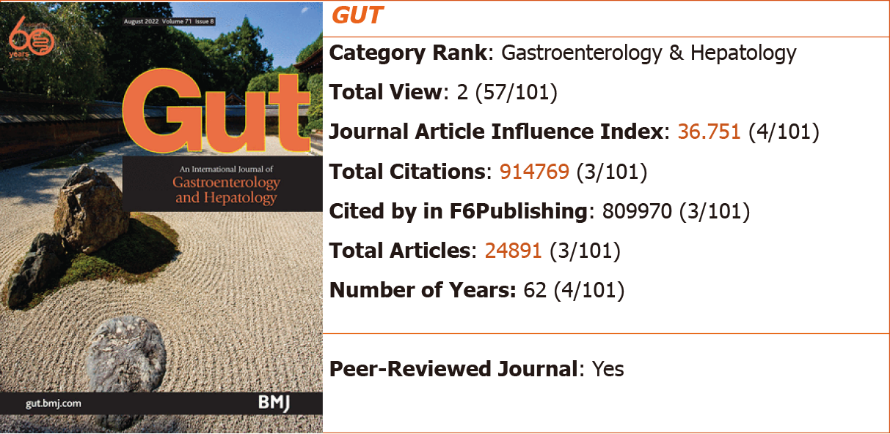 August 2022 Volume 71 Issue 8
60
years
Gut
An International Journal of
Gastroenterology
and Hepatology
gut.bmj.com
BMJ
GUT
Category Rank: Gastroenterology & Hepatology
Total View: 2 (57/101)
Journal Article Influence Index: 36.751 (4/101)
Total Citations: 914769 (3/101)
Cited by in F6Publishing: 809970 (3/101)
Total Articles: 24891 (3/101)
Number of Years: 62 (4/101)
Peer-Reviewed Journal: Yes